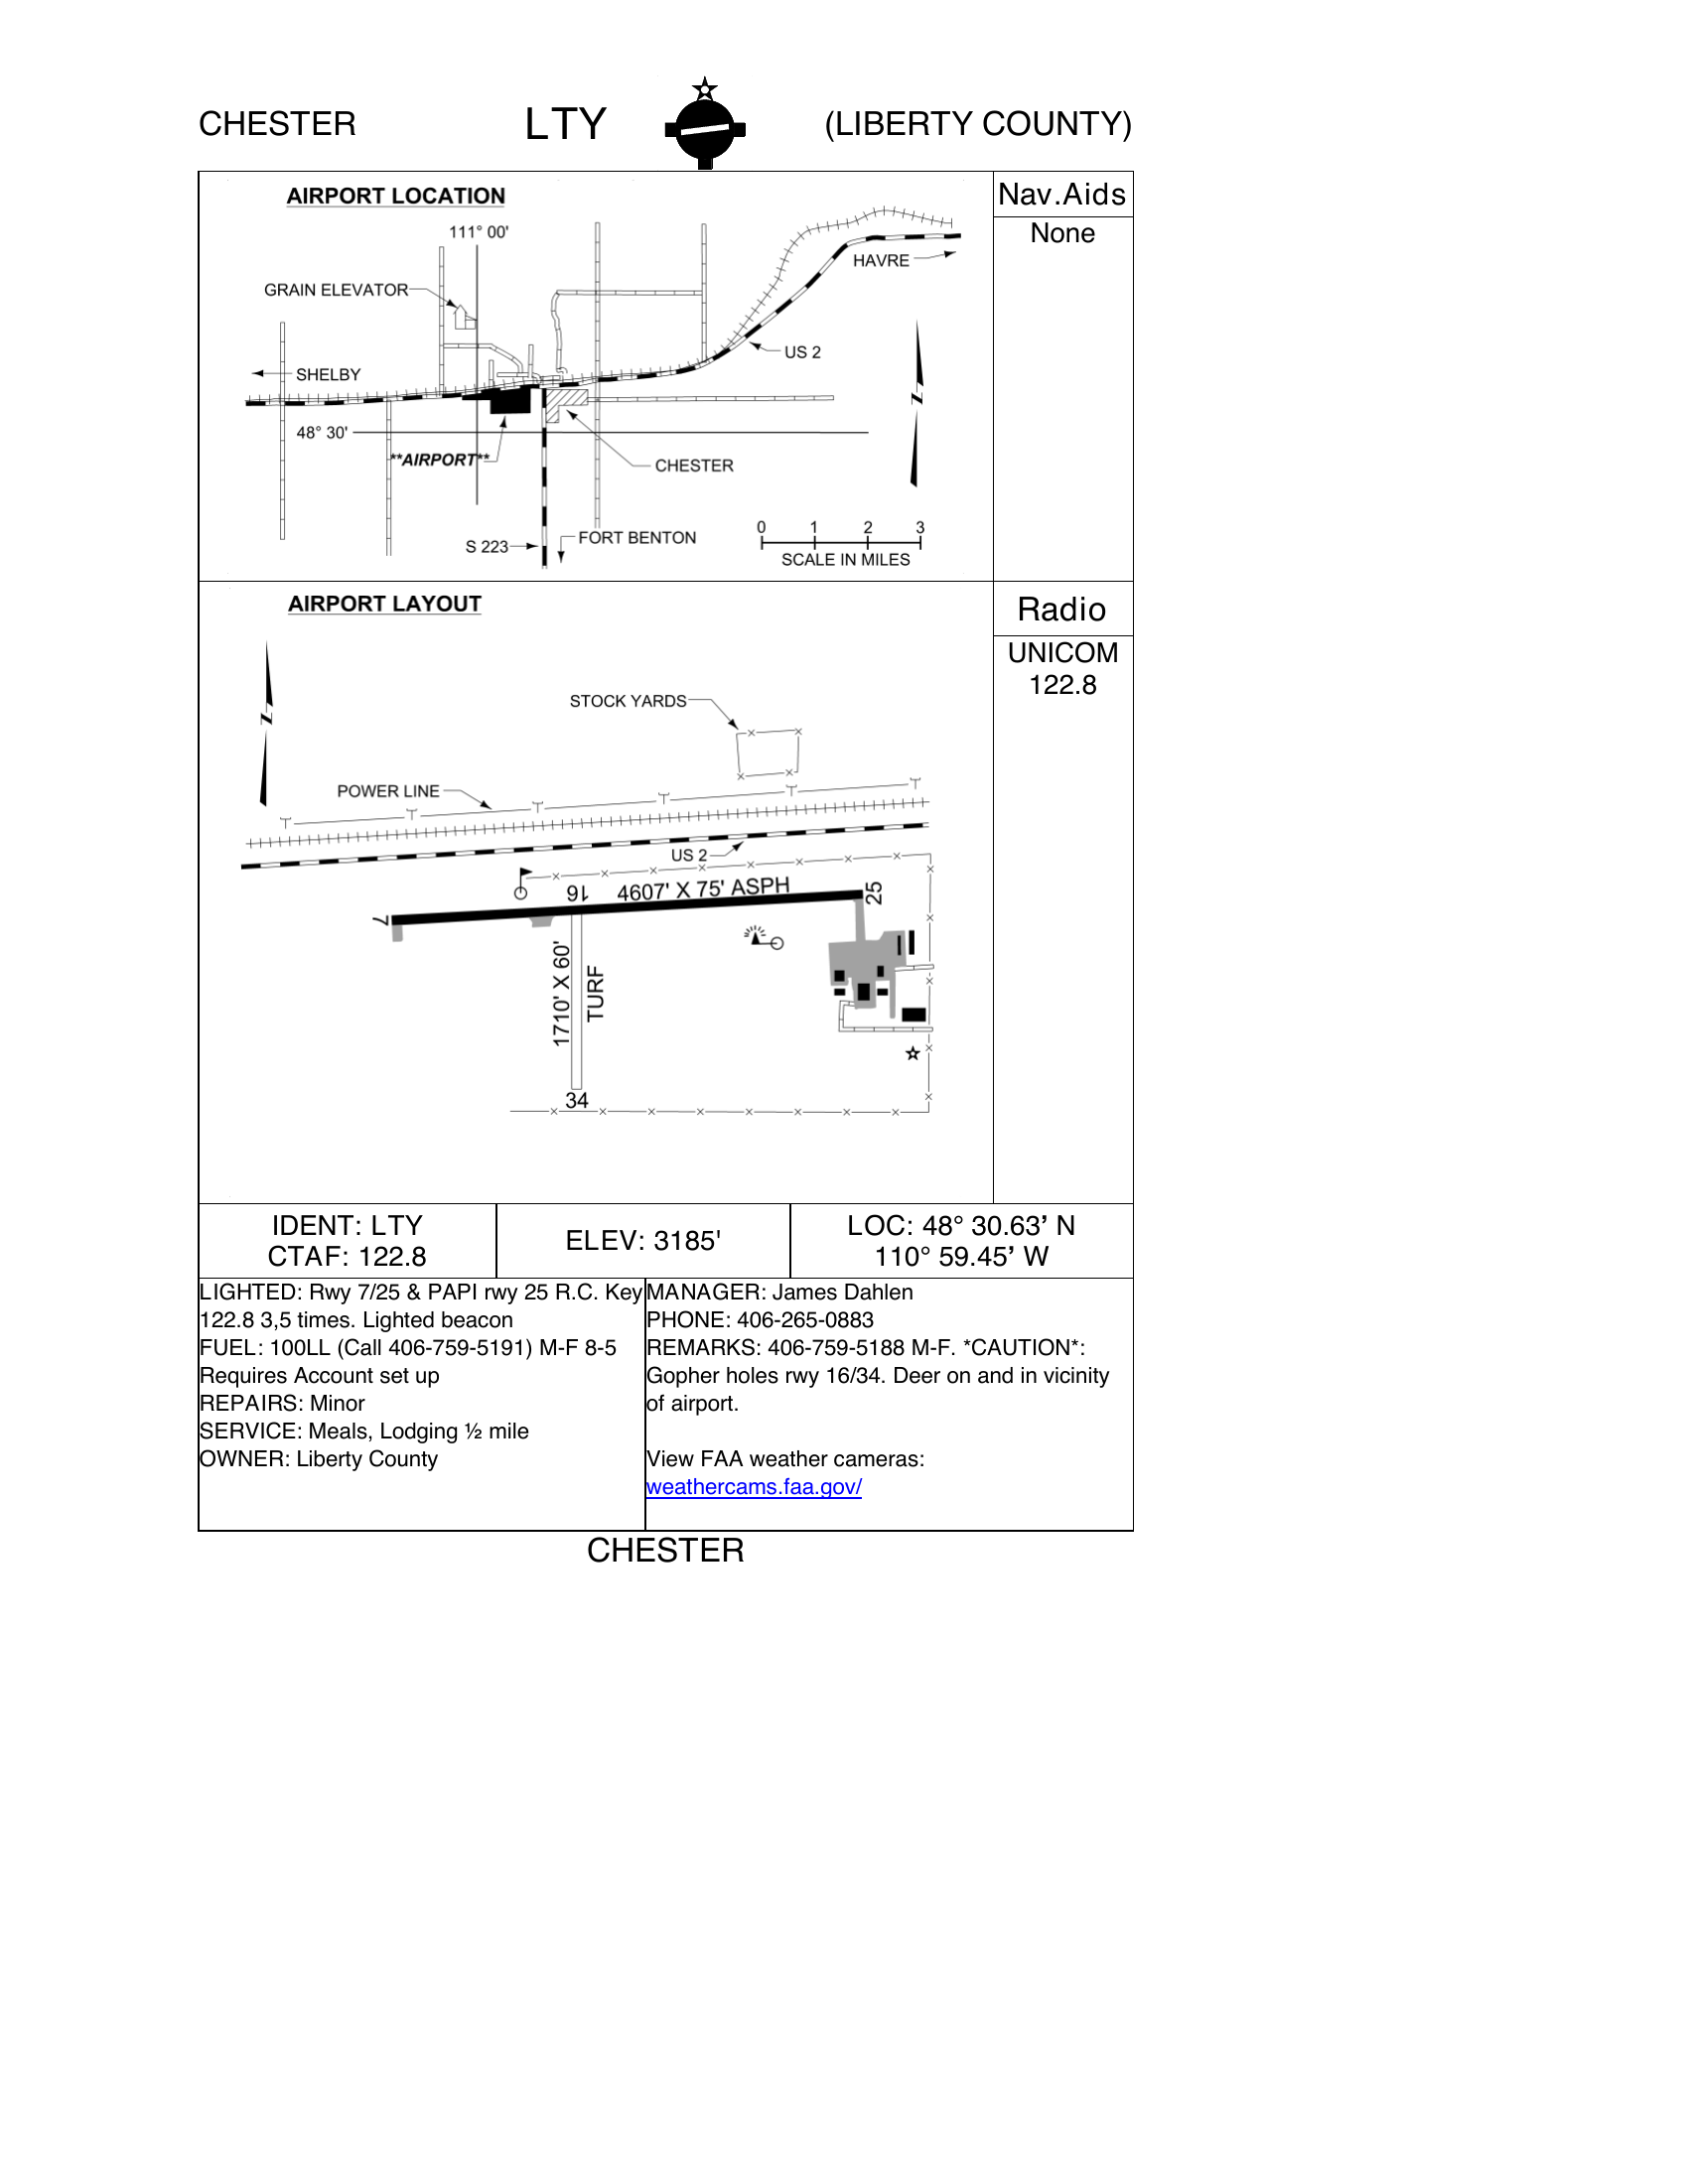 CHESTER LTY (LIBERTY COUNTY)
AIRPORT LOCATION
Nav.Aids
None
111° 00'
HAVRE
GRAIN ELEVATOR
US 2
SHELBY
N
48° 30'
**AIRPORT**
CHESTER
0 1 2 3
SCALE IN MILES
S 223
FORT BENTON
AIRPORT LAYOUT
Radio
UNICOM
122.8
N
STOCK YARDS
POWER LINE
US 2
7
16
4607' X 75' ASPH
25
1710' X 60'
TURF
34
IDENT: LTY
CTAF: 122.8
ELEV: 3185'
LOC: 48° 30.63’ N
110° 59.45’ W
LIGHTED: Rwy 7/25 & PAPI rwy 25 R.C. Key
122.8 3,5 times. Lighted beacon
FUEL: 100LL (Call 406-759-5191) M-F 8-5
Requires Account set up
REPAIRS: Minor
SERVICE: Meals, Lodging ½ mile
OWNER: Liberty County
MANAGER: James Dahlen
PHONE: 406-265-0883
REMARKS: 406-759-5188 M-F. *CAUTION*:
Gopher holes rwy 16/34. Deer on and in vicinity
of airport.
View FAA weather cameras:
weathercams.faa.gov/
CHESTER